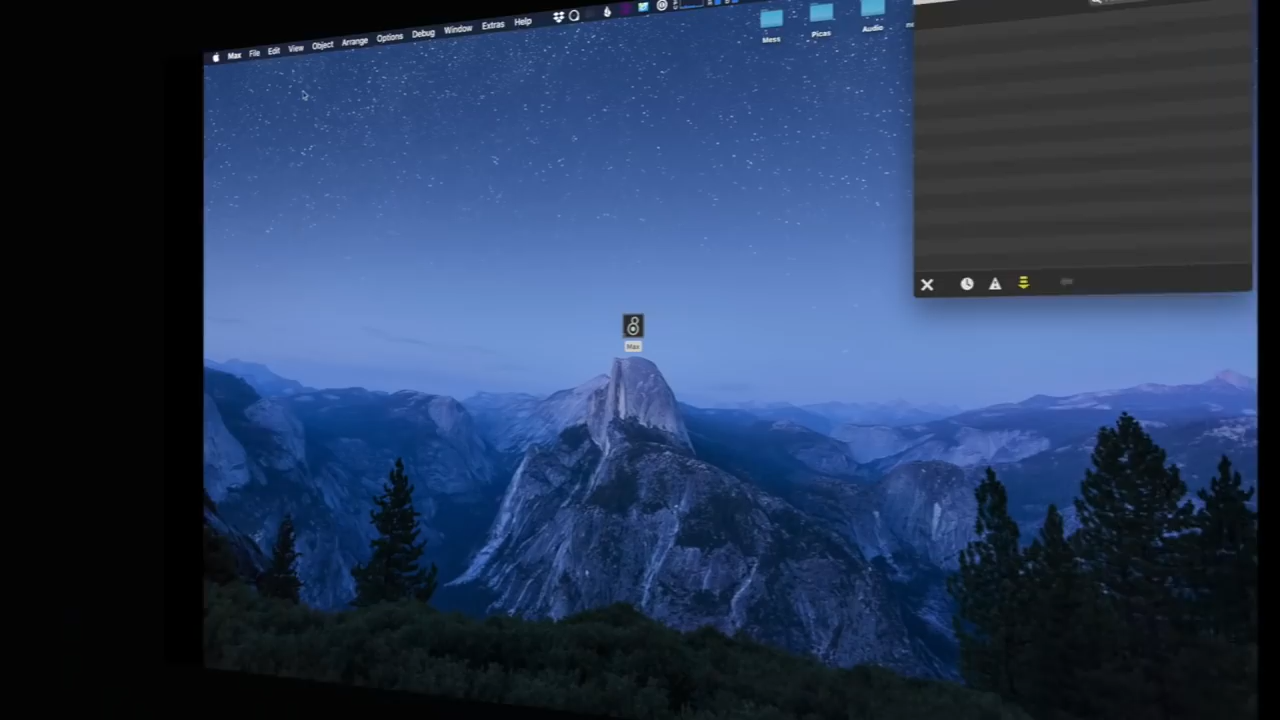 Max File Edit View Object Arrange Options Debug Window Extras Help
Mess Picas Audio
Max